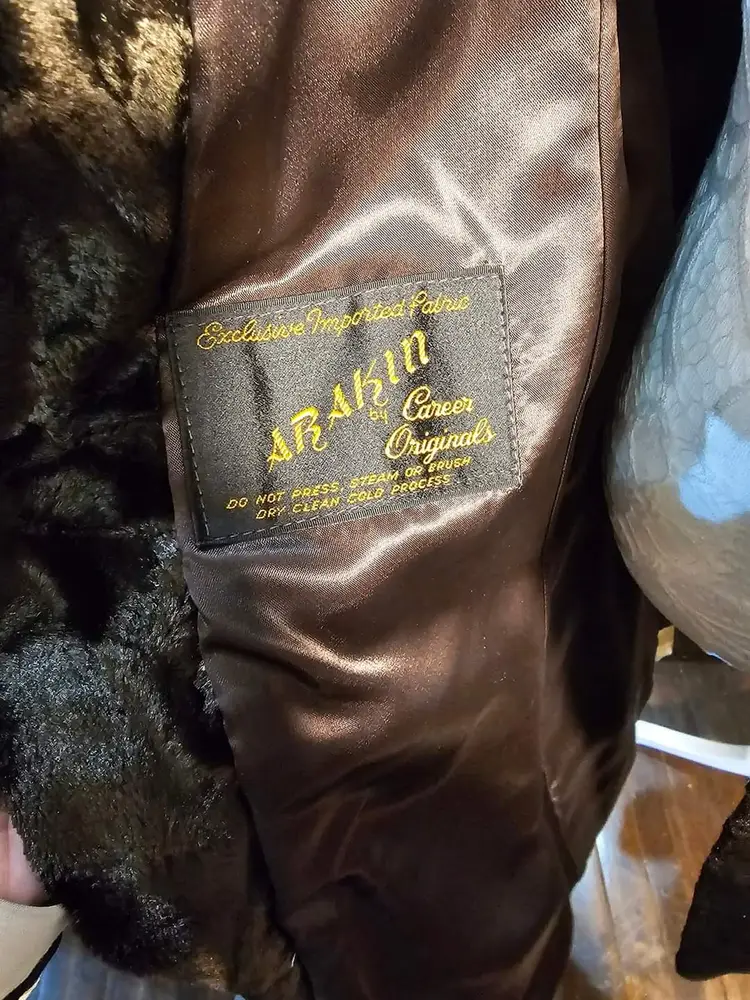 Exclusive Imported Fabric
ARAKIN
by Career
Originals
DO NOT PRESS, STEAM OR BRUSH
DRY CLEAN COLD PROCESS